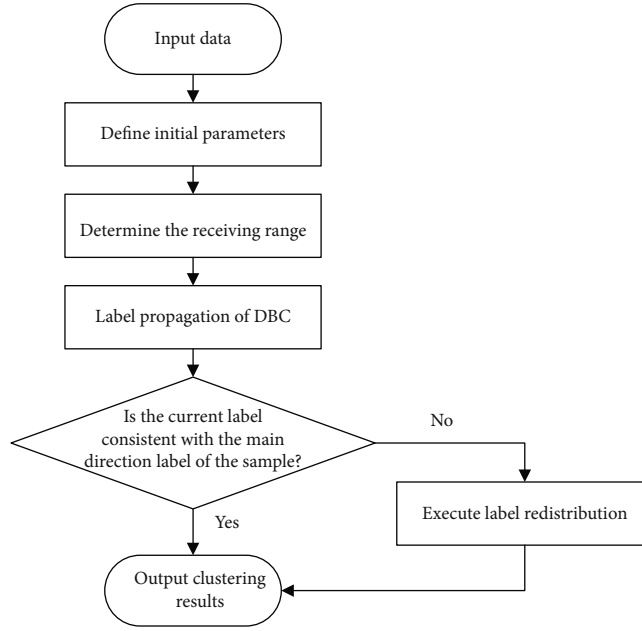 Input data
Define initial parameters
Determine the receiving range
Label propagation of DBC
Is the current label
consistent with the main
direction label of the sample?
No
Execute label redistribution
Yes
Output clustering
results